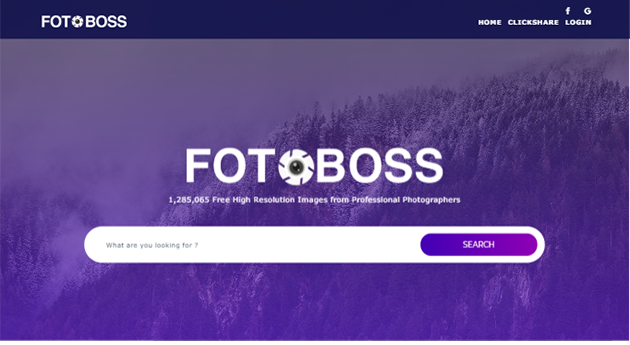 FOTOBOSS
HOME CLICKSHARE LOGIN
FOTOBOSS
1,285,065 Free High Resolution Images from Professional Photographers
What are you looking for ?
SEARCH